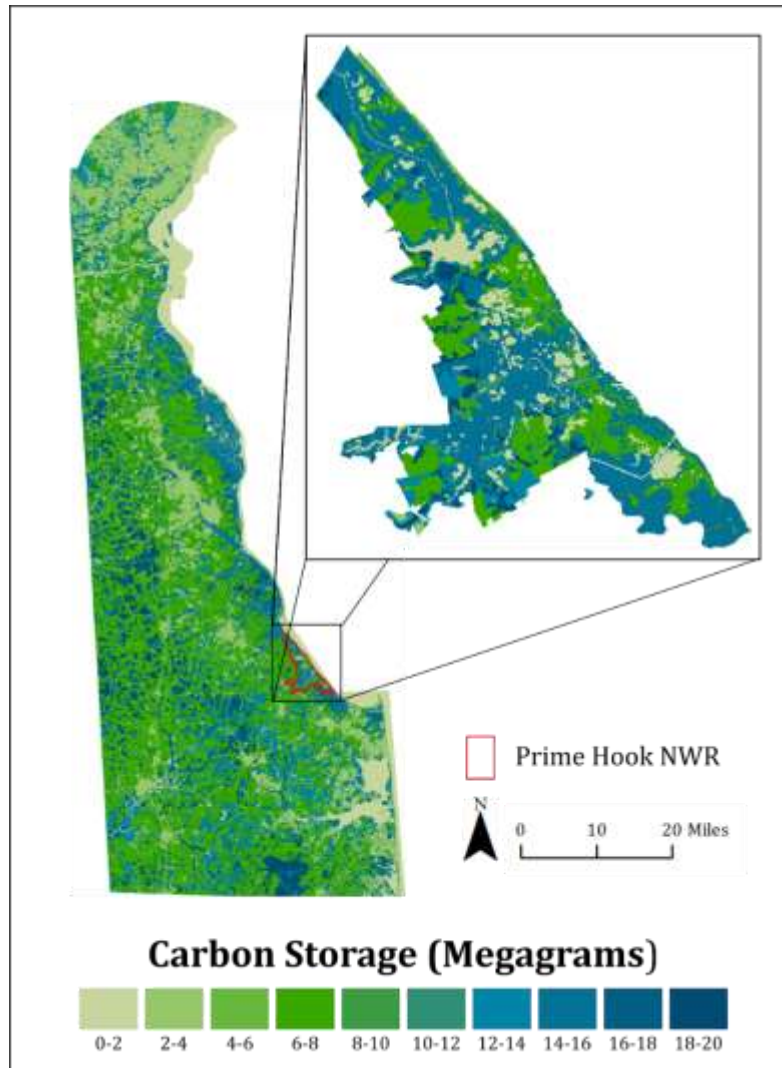 Prime Hook NWR
N
0 10 20 Miles
Carbon Storage (Megagrams)
0-2 2-4 4-6 6-8 8-10 10-12 12-14 14-16 16-18 18-20